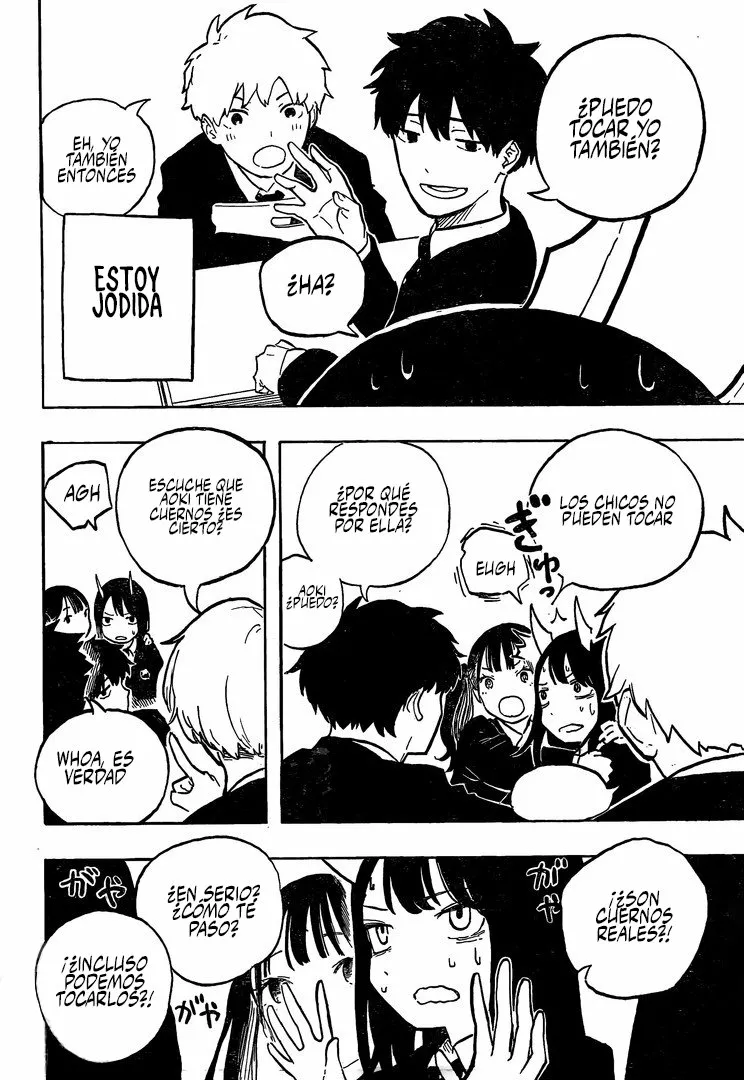 ¿PUEDO
TOCAR YO
TAMBIÉN?
EH, YO
TAMBIÉN
ENTONCES
¿HA?
ESTOY
JODIDA
LOS CHICOS NO
PUEDEN TOCAR
ぎゅっ
EUGH
¿POR QUÉ
RESPONDES
POR ELLA?
AOKI
¿PUEDO?
ESCUCHE QUE
AOKI TIENE
CUERNOS ¿ES
CIERTO?
AGH
WHOA, ES
VERDAD
がや
¡¿SON
CUERNOS
REALES?!
¿EN SERIO?
¿CÓMO TE
PASO?
がや
¡¿INCLUSO
PODEMOS
TOCARLOS?!
がや